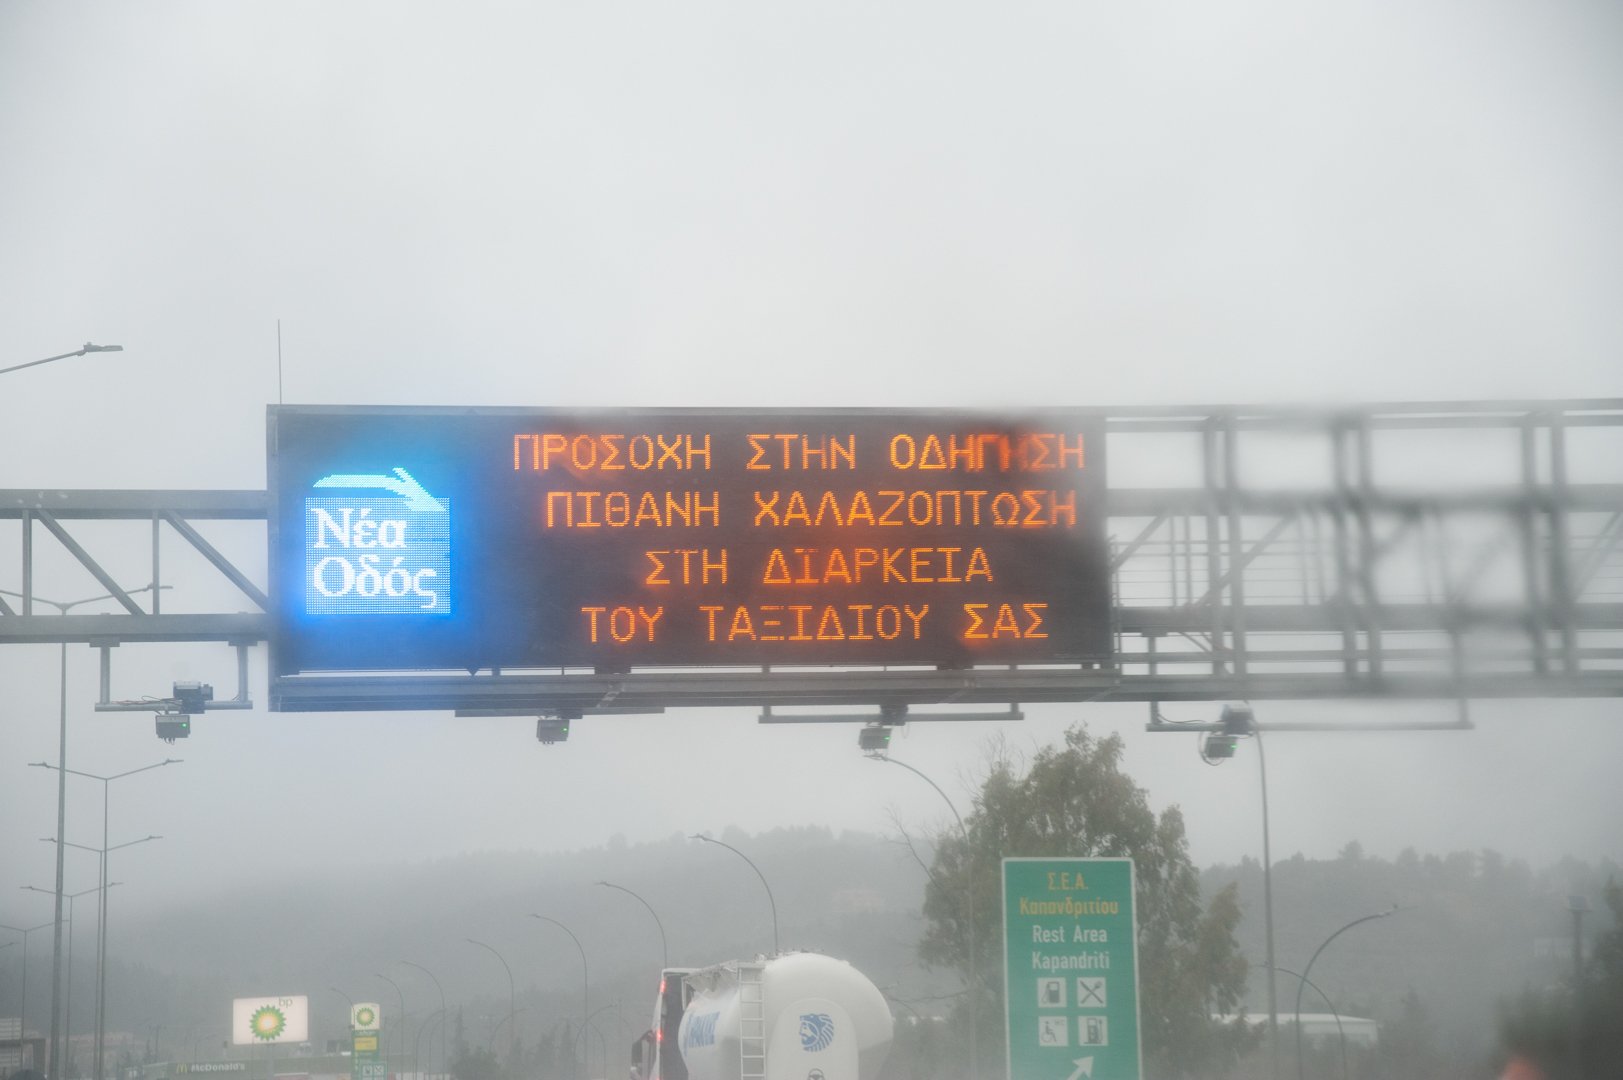 Νέα
Οδός
ΠΡΟΣΟΧΗ ΣΤΗΝ ΟΔΗΓΗΣΗ
ΠΙΘΑΝΗ ΧΑΛΑΖΟΠΤΩΣΗ
ΣΤΗ ΔΙΑΡΚΕΙΑ
ΤΟΥ ΤΑΞΙΔΙΟΥ ΣΑΣ
Σ.Ε.Α.
Καπανδριτίου
Rest Area
Kapandriti
bp
McDonald's